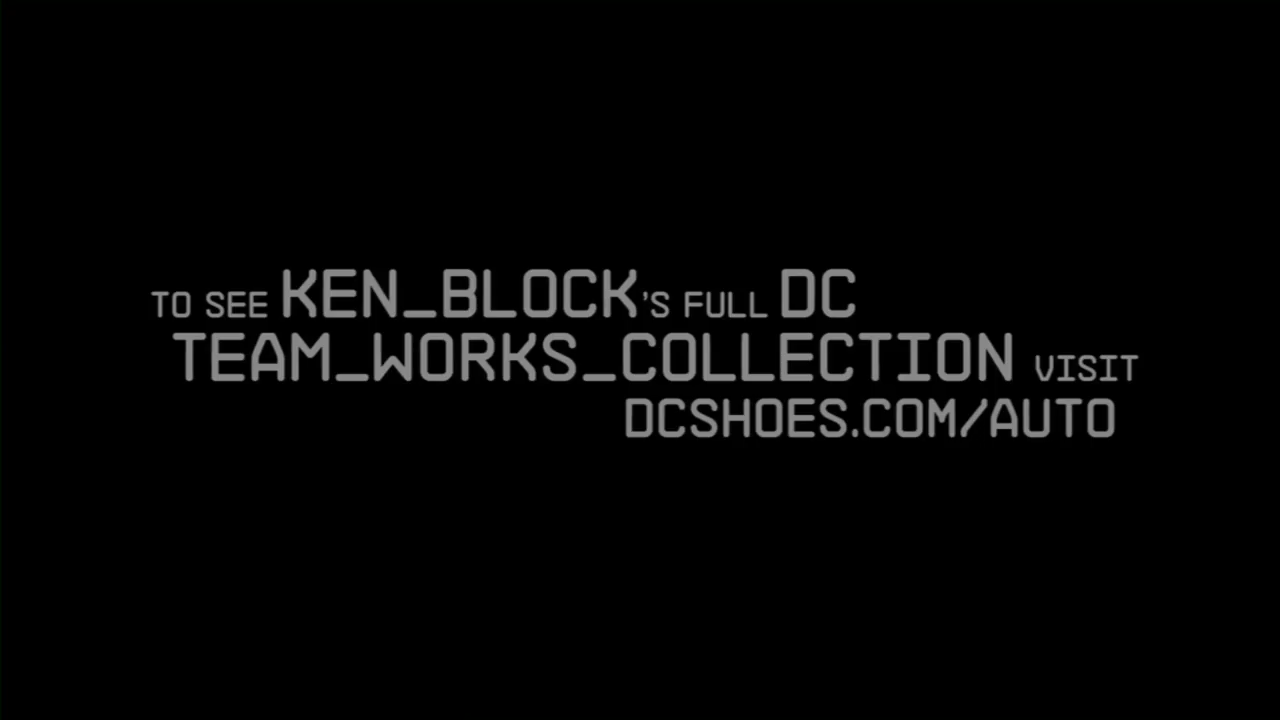 TO SEE KEN_BLOCK'S FULL DC
TEAM_WORKS_COLLECTION VISIT
DCSHOES.COM/AUTO